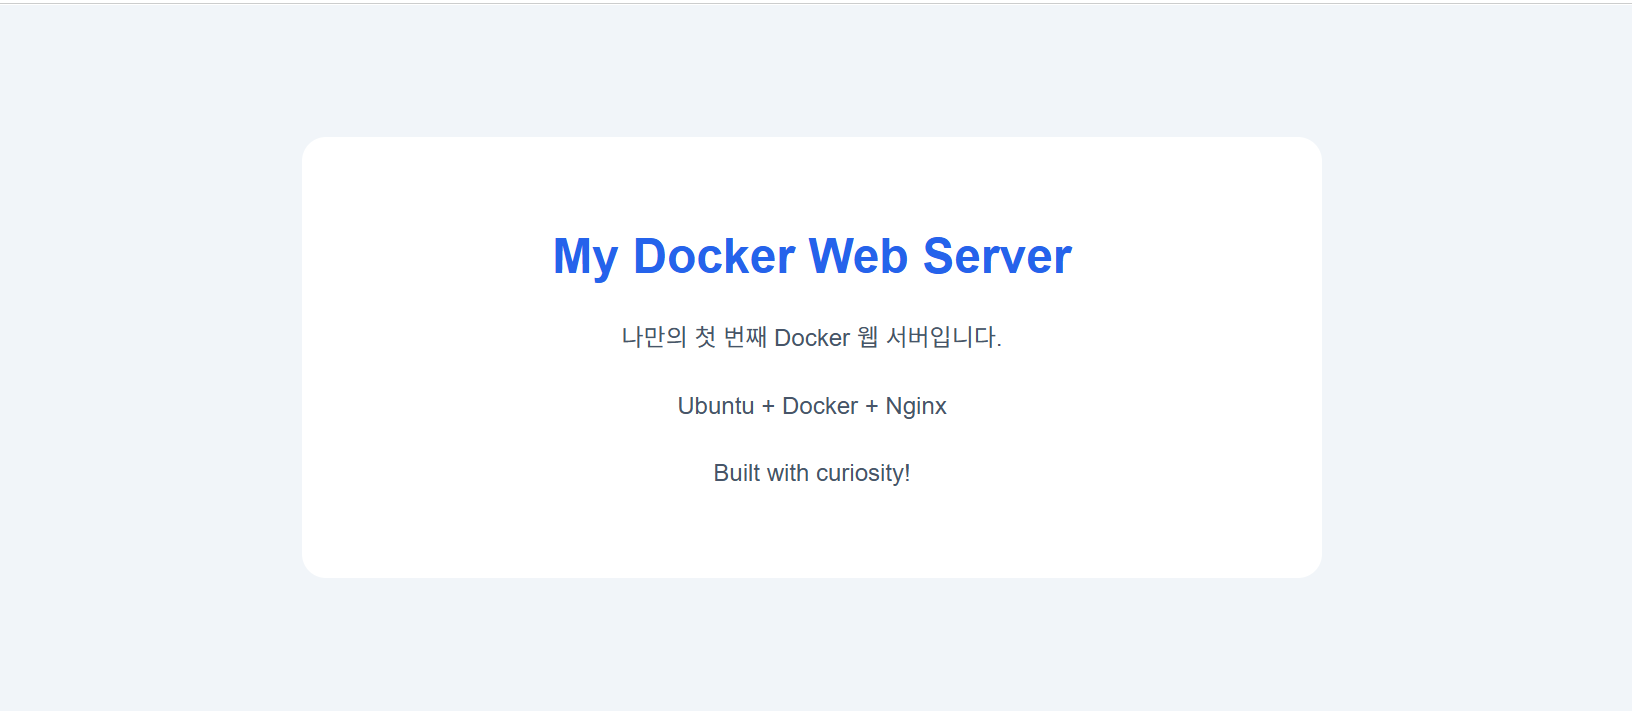 My Docker Web Server
나만의 첫 번째 Docker 웹 서버입니다.
Ubuntu + Docker + Nginx
Built with curiosity!